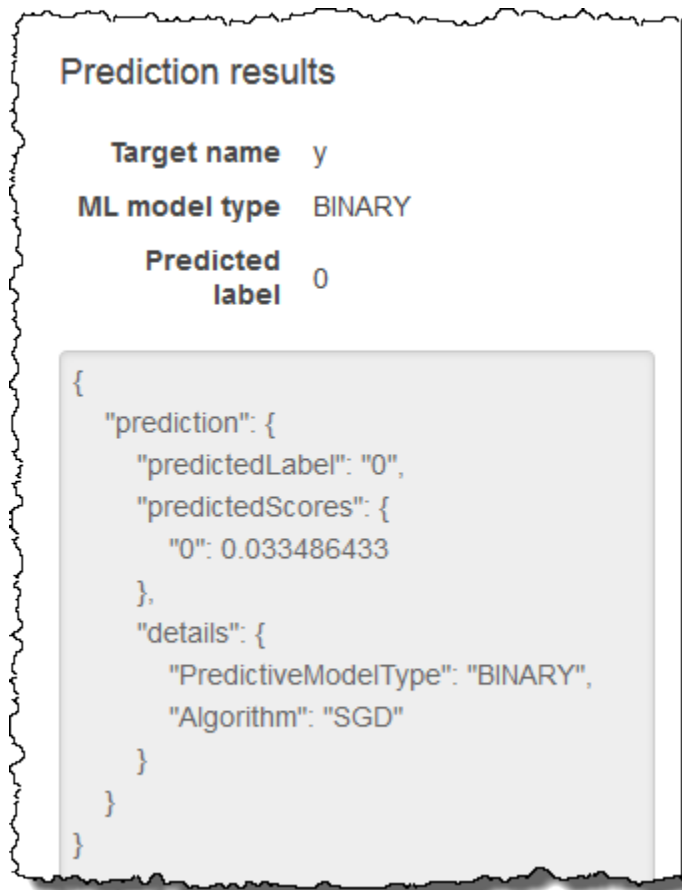 Prediction results
Target name y
ML model type BINARY
Predicted
label 0
{
"prediction": {
"predictedLabel": "0",
"predictedScores": {
"0": 0.033486433
},
"details": {
"PredictiveModelType": "BINARY",
"Algorithm": "SGD"
}
}
}